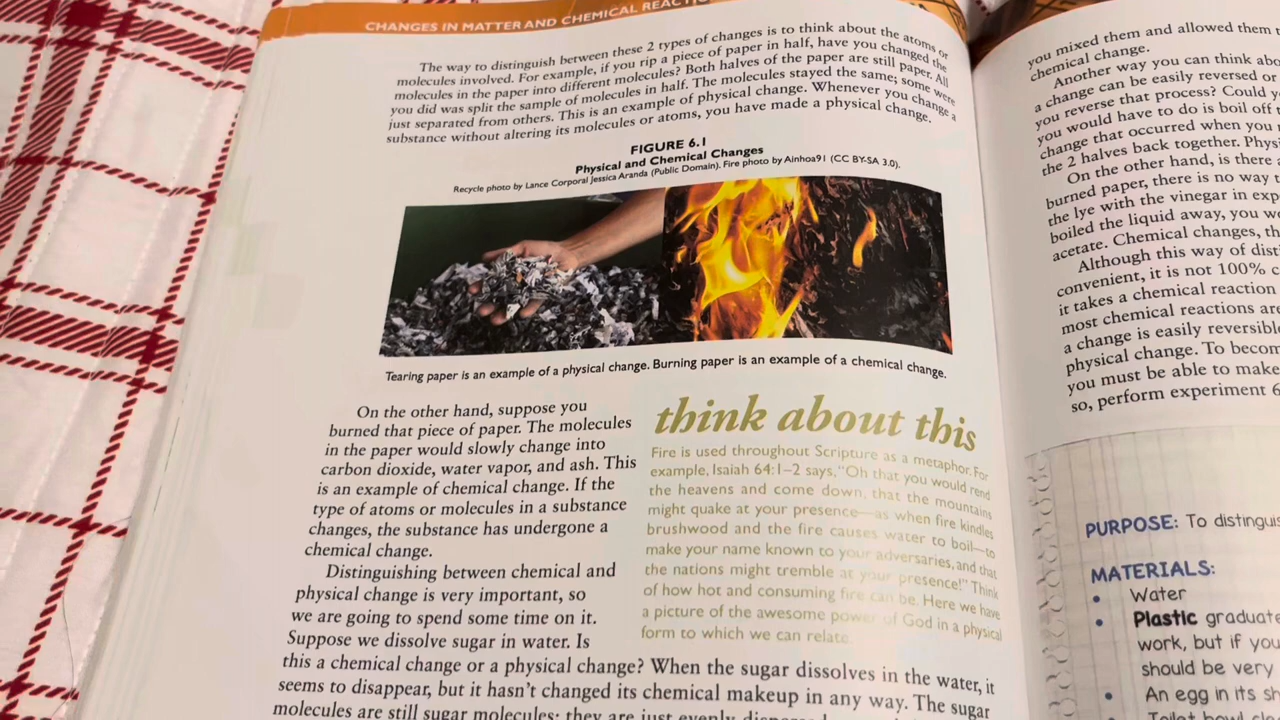 CHANGES IN MATTER AND CHEMICAL
The way to distinguish between these 2 types of changes is to think about the atoms or
molecules involved. For example, if you rip a piece of paper in half, have you changed the
molecules in the paper into different molecules? Both halves of the paper are still paper. All
you did was split the sample of molecules in half. The molecules stayed the same; some were
just separated from others. This is an example of physical change. Whenever you change a
substance without altering its molecules or atoms, you have made a physical change.
FIGURE 6.1
Physical and Chemical Changes
Recycle photo by Lance Corporal Jessica Aranda (Public Domain). Fire photo by Ainhoa91 (CC BY-SA 3.0).
Tearing paper is an example of a physical change. Burning paper is an example of a chemical change.
On the other hand, suppose you
burned that piece of paper. The molecules
in the paper would slowly change into
carbon dioxide, water vapor, and ash. This
is an example of chemical change. If the
type of atoms or molecules in a substance
changes, the substance has undergone a
chemical change.
Distinguishing between chemical and
physical change is very important, so
we are going to spend some time on it.
Suppose we dissolve sugar in water. Is
this a chemical change or a physical change? When the sugar dissolves in the water, it
seems to disappear, but it hasn't changed its chemical makeup in any way. The sugar
molecules are still sugar molecules; they are just evenly
think about this
Fire is used throughout Scripture as a metaphor. For
example, Isaiah 64:1–2 says, "Oh that you would rend
the heavens and come down, that the mountains
might quake at your presence—as when fire kindles
brushwood and the fire causes water to boil—to
make your name known to your adversaries, and that
the nations might tremble at your presence!" Think
of how hot and consuming fire can be. Here we have
a picture of the awesome power of God in a physical
form to which we can relate.
you mixed them and allowed them
chemical change.
Another way you can think
a change can be easily reversed or
you reverse that process? Could
you would have to do is boil off
change that occurred when you
the 2 halves back together.
On the other hand, is there
burned paper, there is no way
the lye with the vinegar in
boiled the liquid away, you
acetate. Chemical changes,
Although this way of
convenient, it is not 100%
it takes a chemical reaction
most chemical reactions are
a change is easily reversible
physical change. To
you must be able to make
so, perform experiment
PURPOSE: To
MATERIALS:
• Water
• Plastic
work, but if you
should be very
• An egg in its